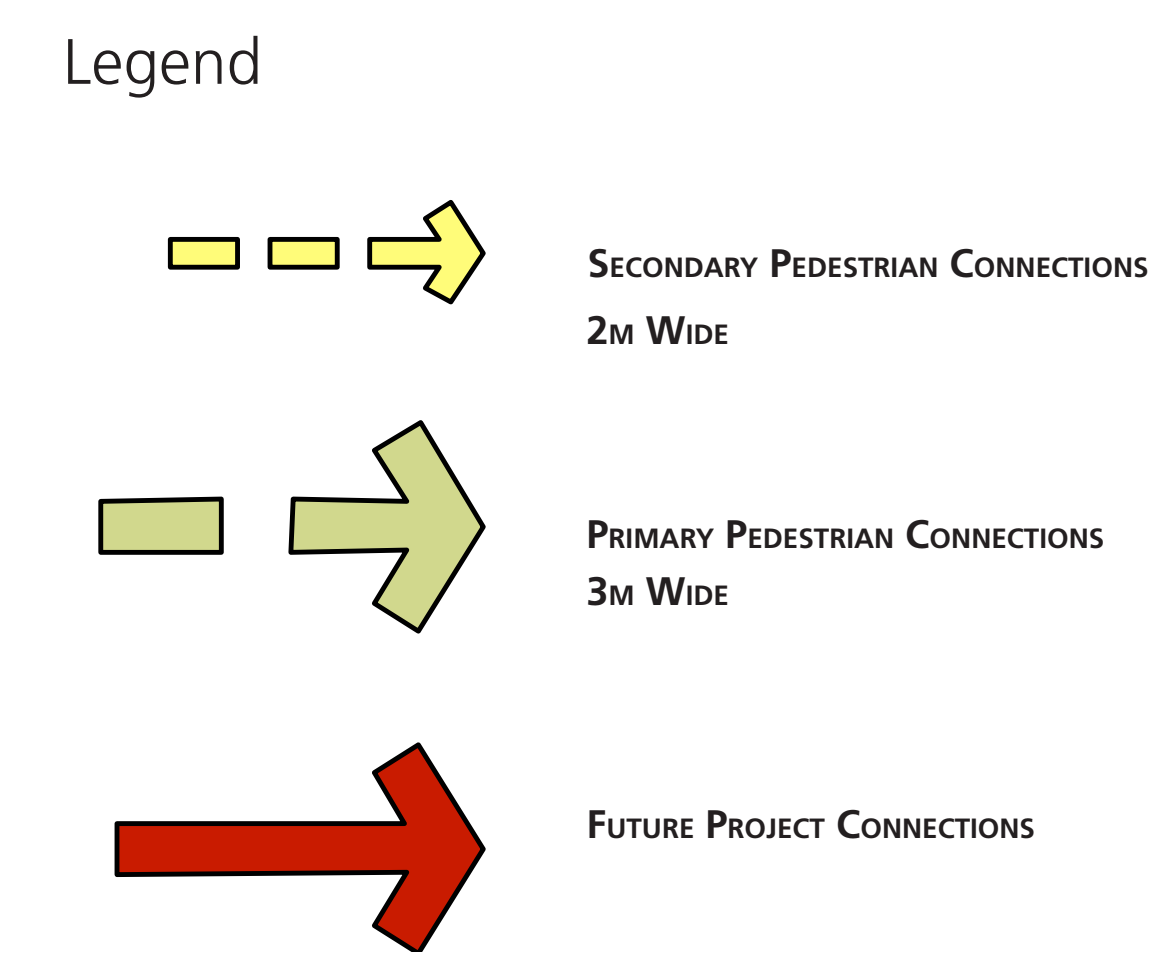 Legend
Secondary Pedestrian Connections
2m Wide
Primary Pedestrian Connections
3m Wide
Future Project Connections